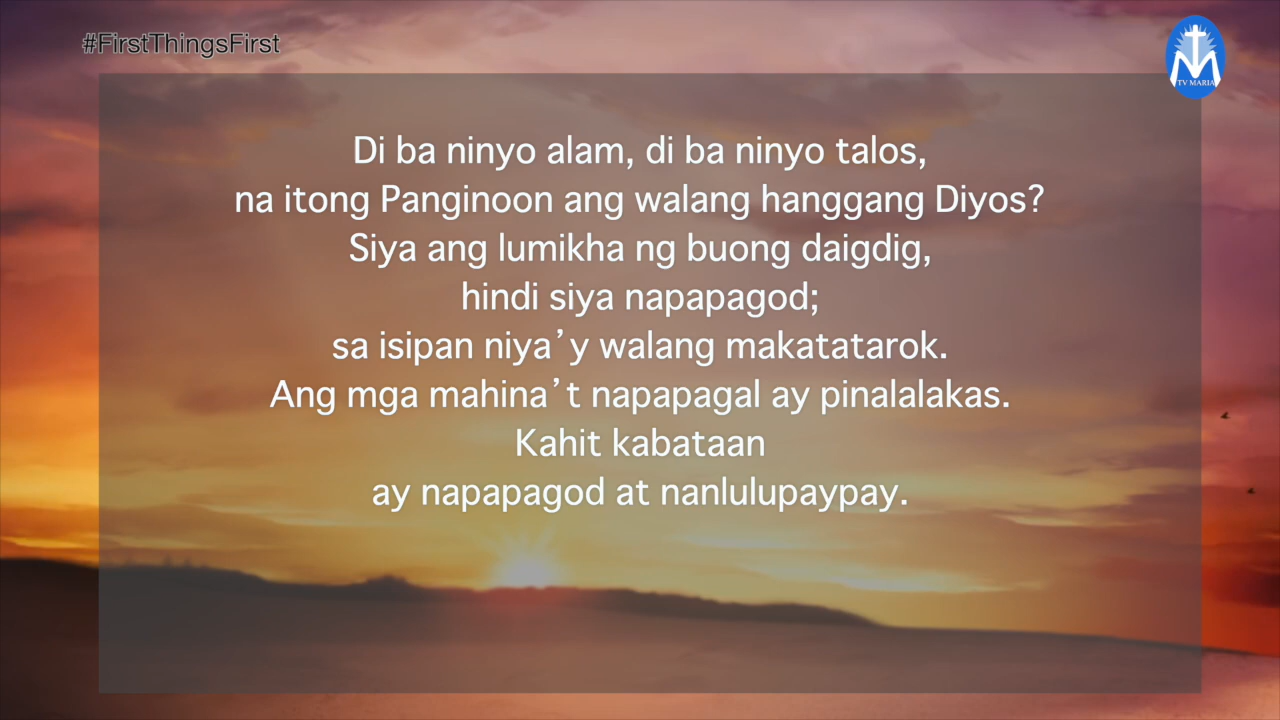 #FirstThingsFirst
TV MARIA
Di ba ninyo alam, di ba ninyo talos,
na itong Panginoon ang walang hanggang Diyos?
Siya ang lumikha ng buong daigdig,
hindi siya napapagod;
sa isipan niya’y walang makatatarok.
Ang mga mahina’t napapagal ay pinalalakas.
Kahit kabataan
ay napapagod at nanlulupaypay.